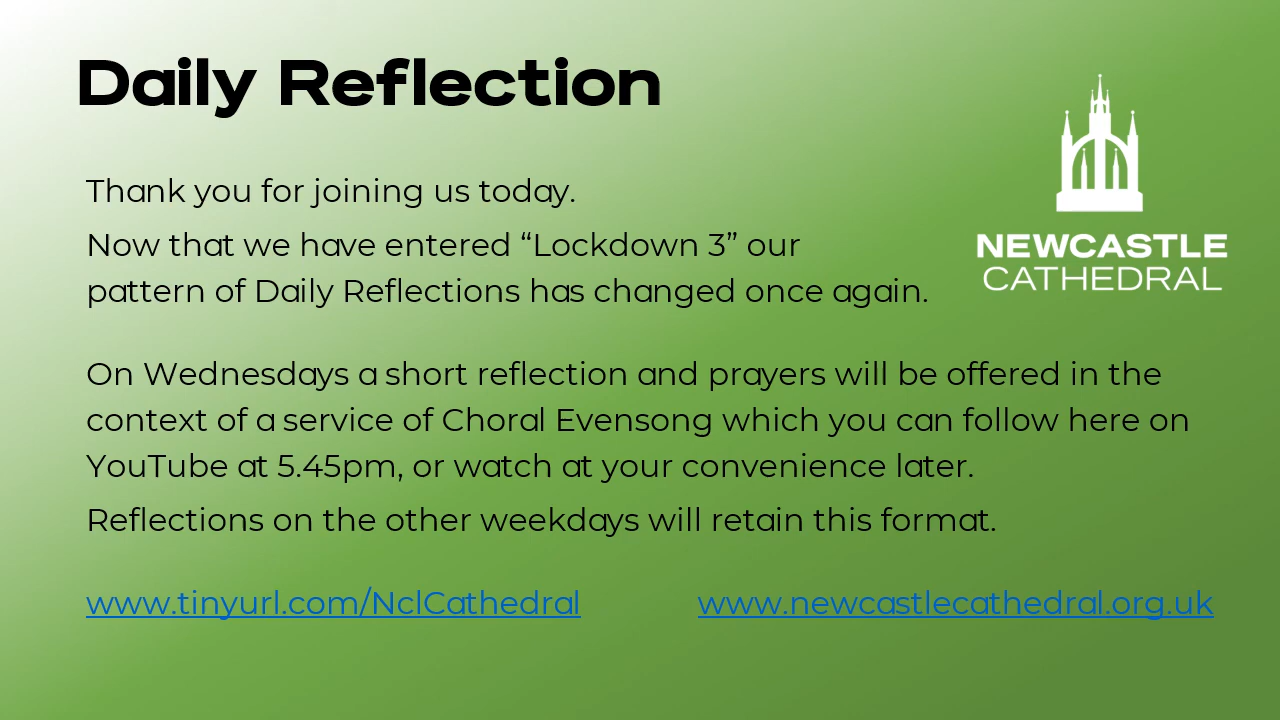 Daily Reflection
NEWCASTLE
CATHEDRAL
Thank you for joining us today.
Now that we have entered “Lockdown 3” our
pattern of Daily Reflections has changed once again.
On Wednesdays a short reflection and prayers will be offered in the
context of a service of Choral Evensong which you can follow here on
YouTube at 5.45pm, or watch at your convenience later.
Reflections on the other weekdays will retain this format.
www.tinyurl.com/NclCathedral
www.newcastlecathedral.org.uk